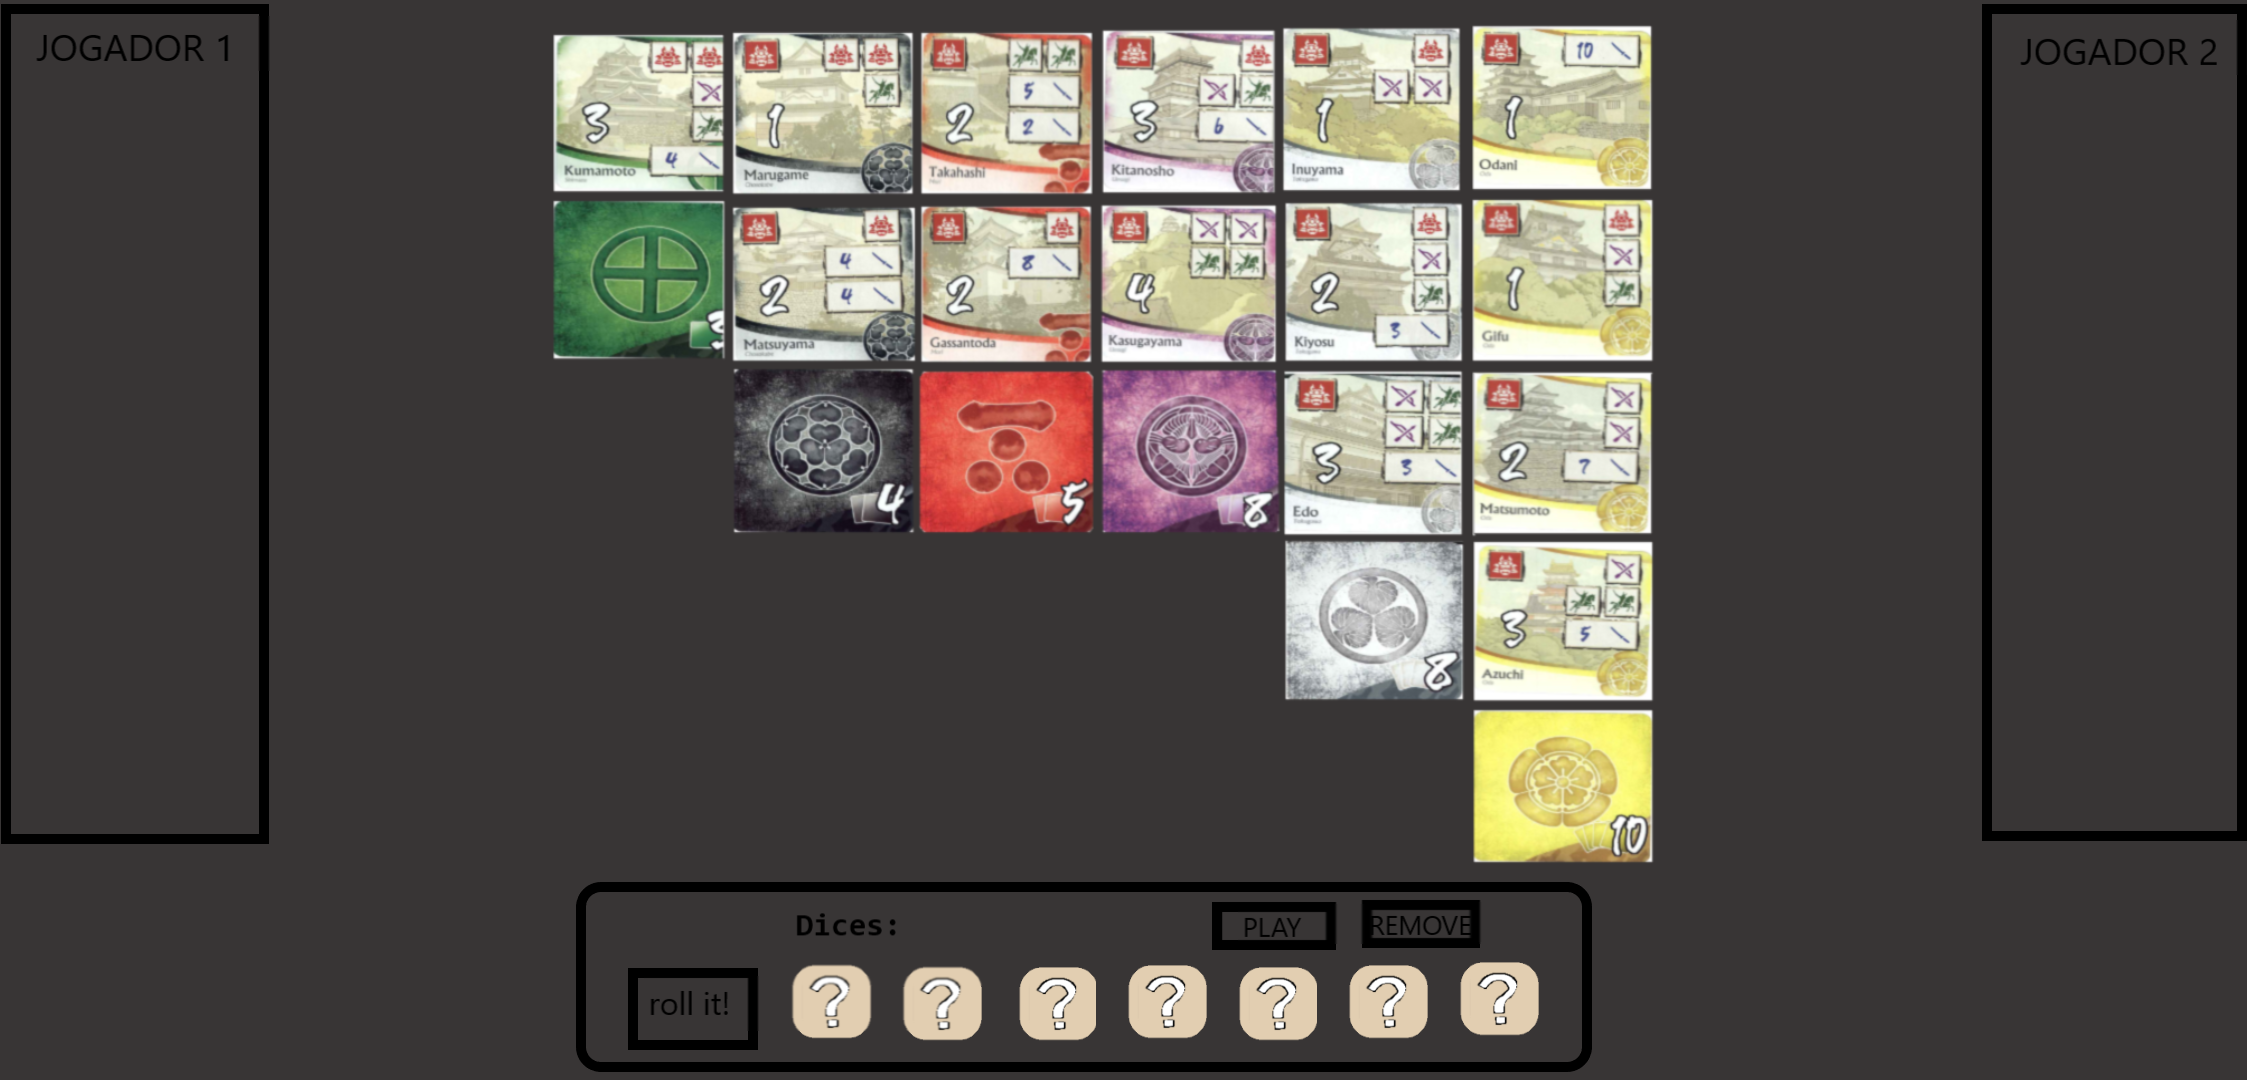 JOGADOR 1
JOGADOR 2
3
4
Kumamoto
1
Marugame
5
2
2
Takahashi
3
6
Kitanosho
1
Inuyama
10
1
Odani
3
4
2
4
Matsuyama
8
2
Gassantoda
4
Kasugayama
2
3
Kiyosu
1
Gifu
4
5
8
3
3
Edo
2
7
Matsumoto
8
3
5
Azuchi
10
Dices:
PLAY
REMOVE
roll it!
? ? ? ? ? ? ?